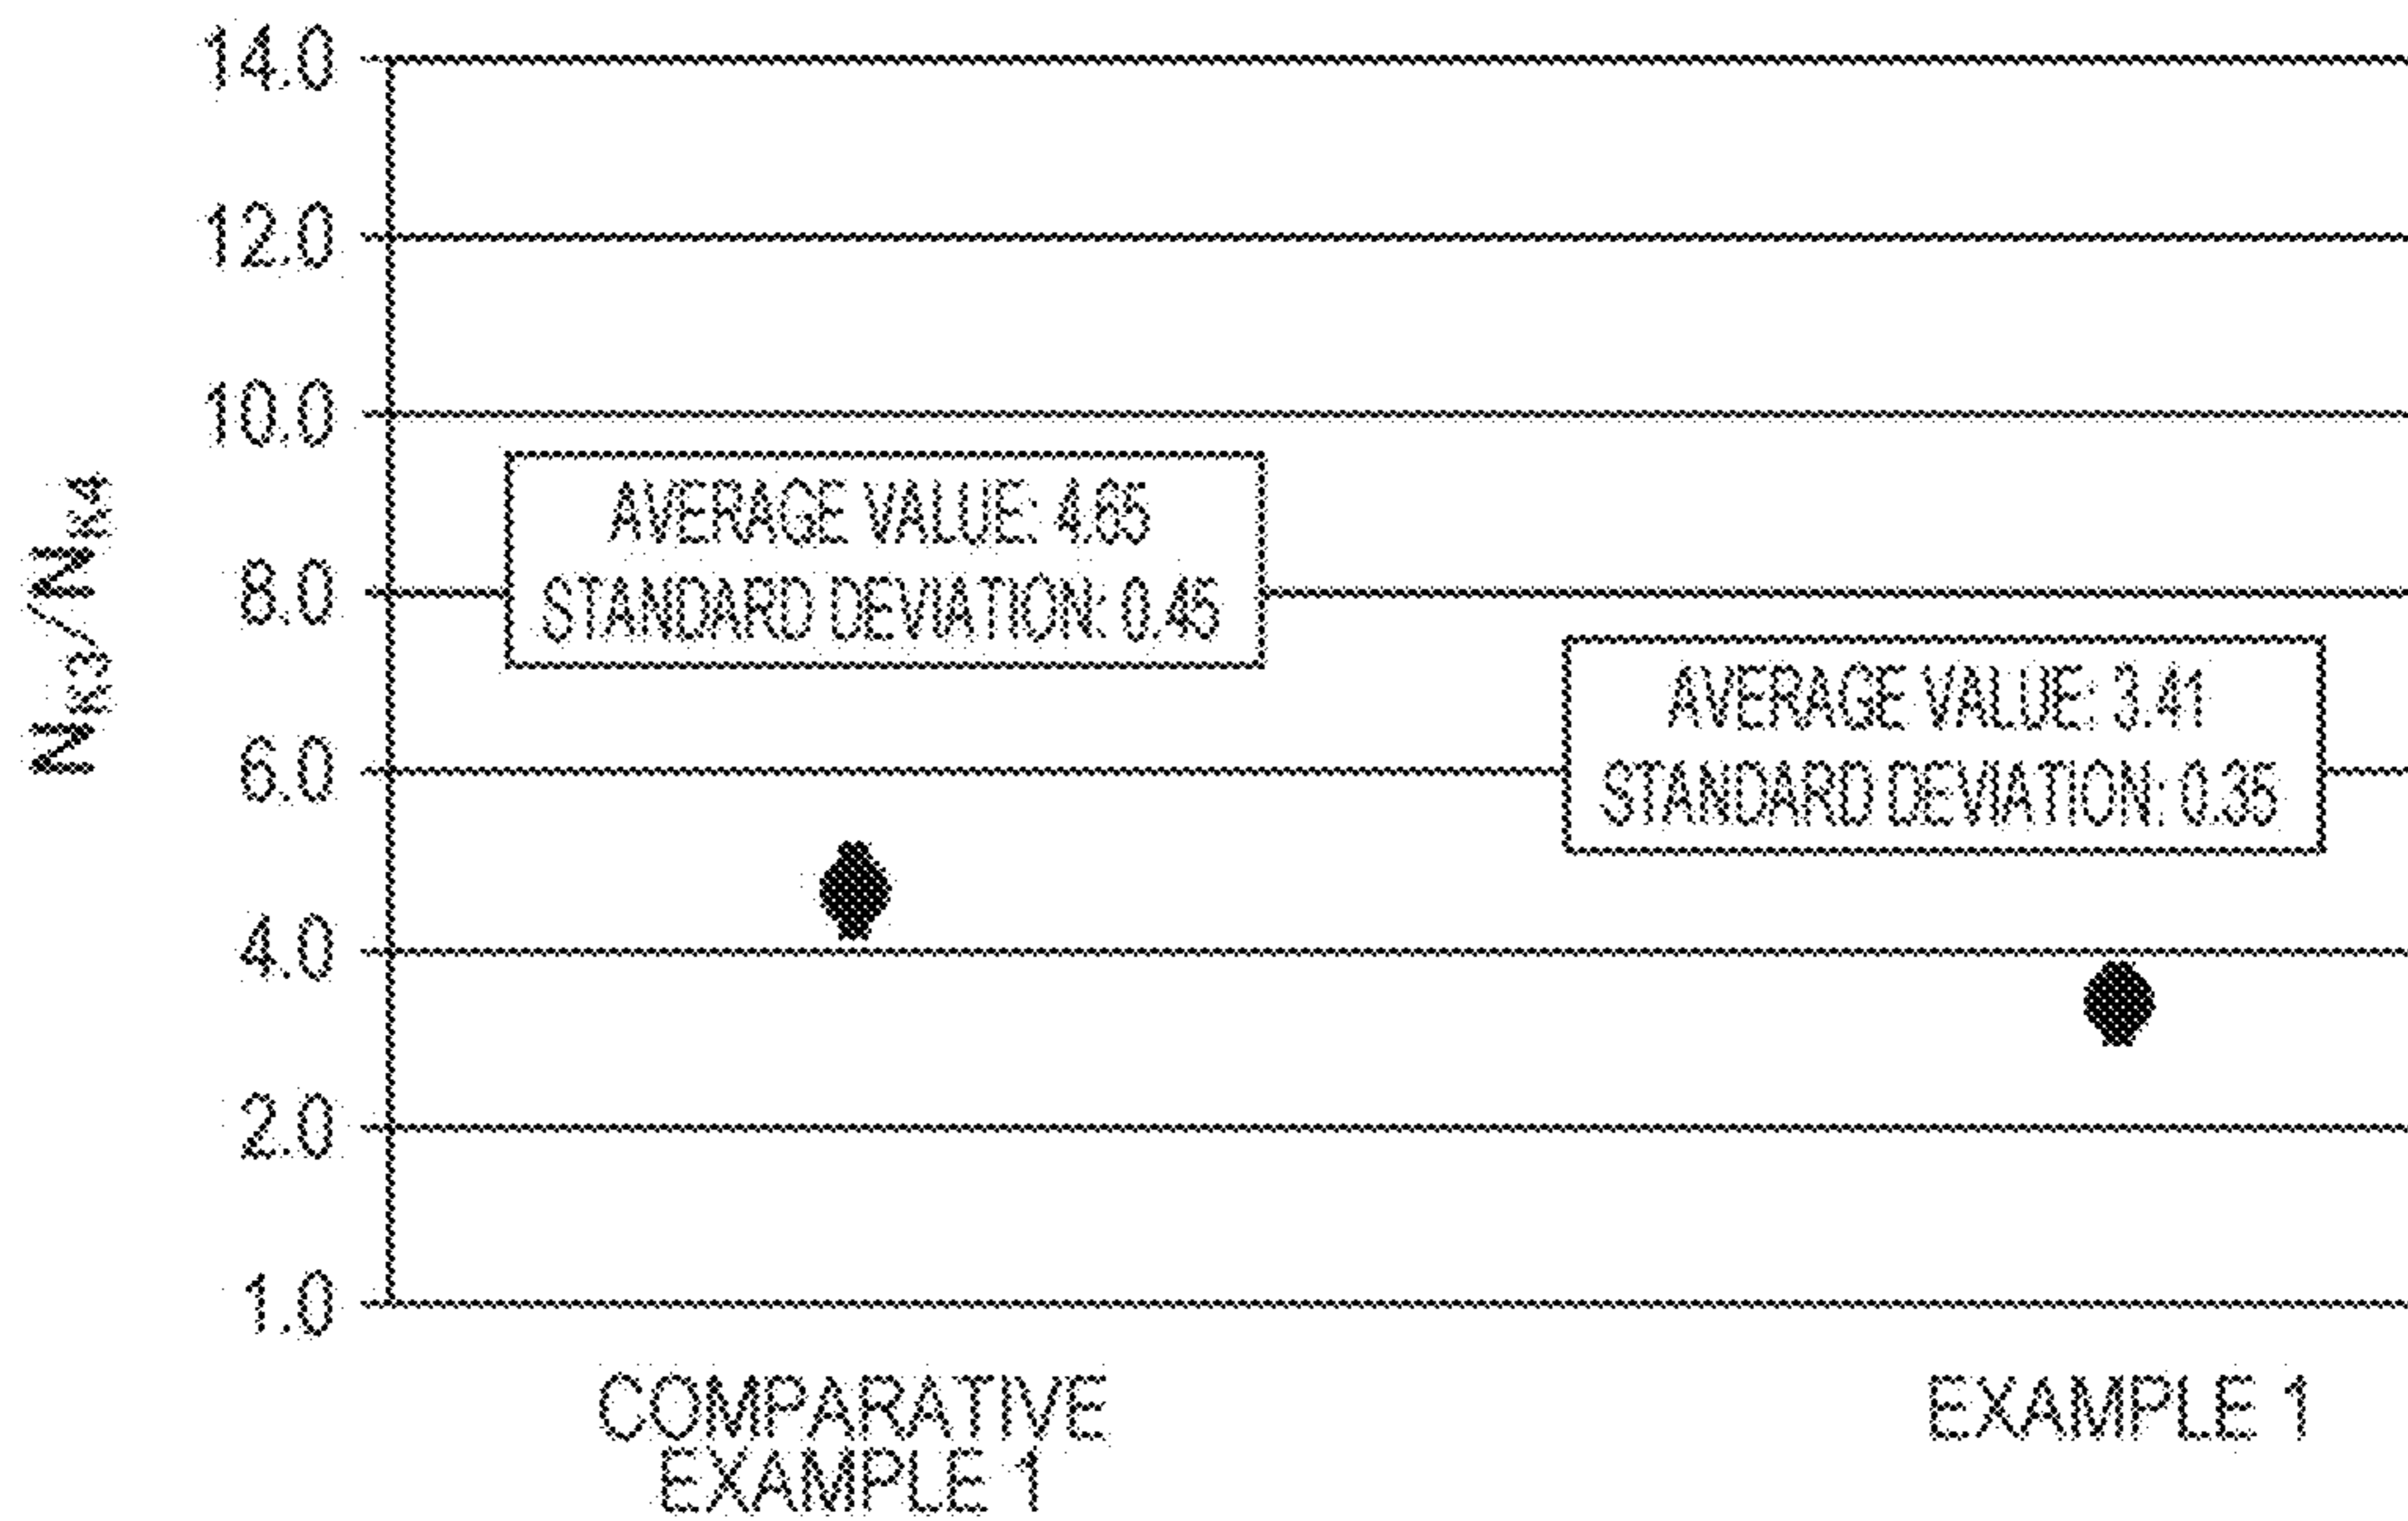 14.0
12.0
10.0
8.0
6.0
4.0
2.0
1.0
AVERAGE VALUE: 4.65
STANDARD DEVIATION: 0.45
AVERAGE VALUE: 3.41
STANDARD DEVIATION: 0.35
COMPARATIVE
EXAMPLE 1
EXAMPLE 1